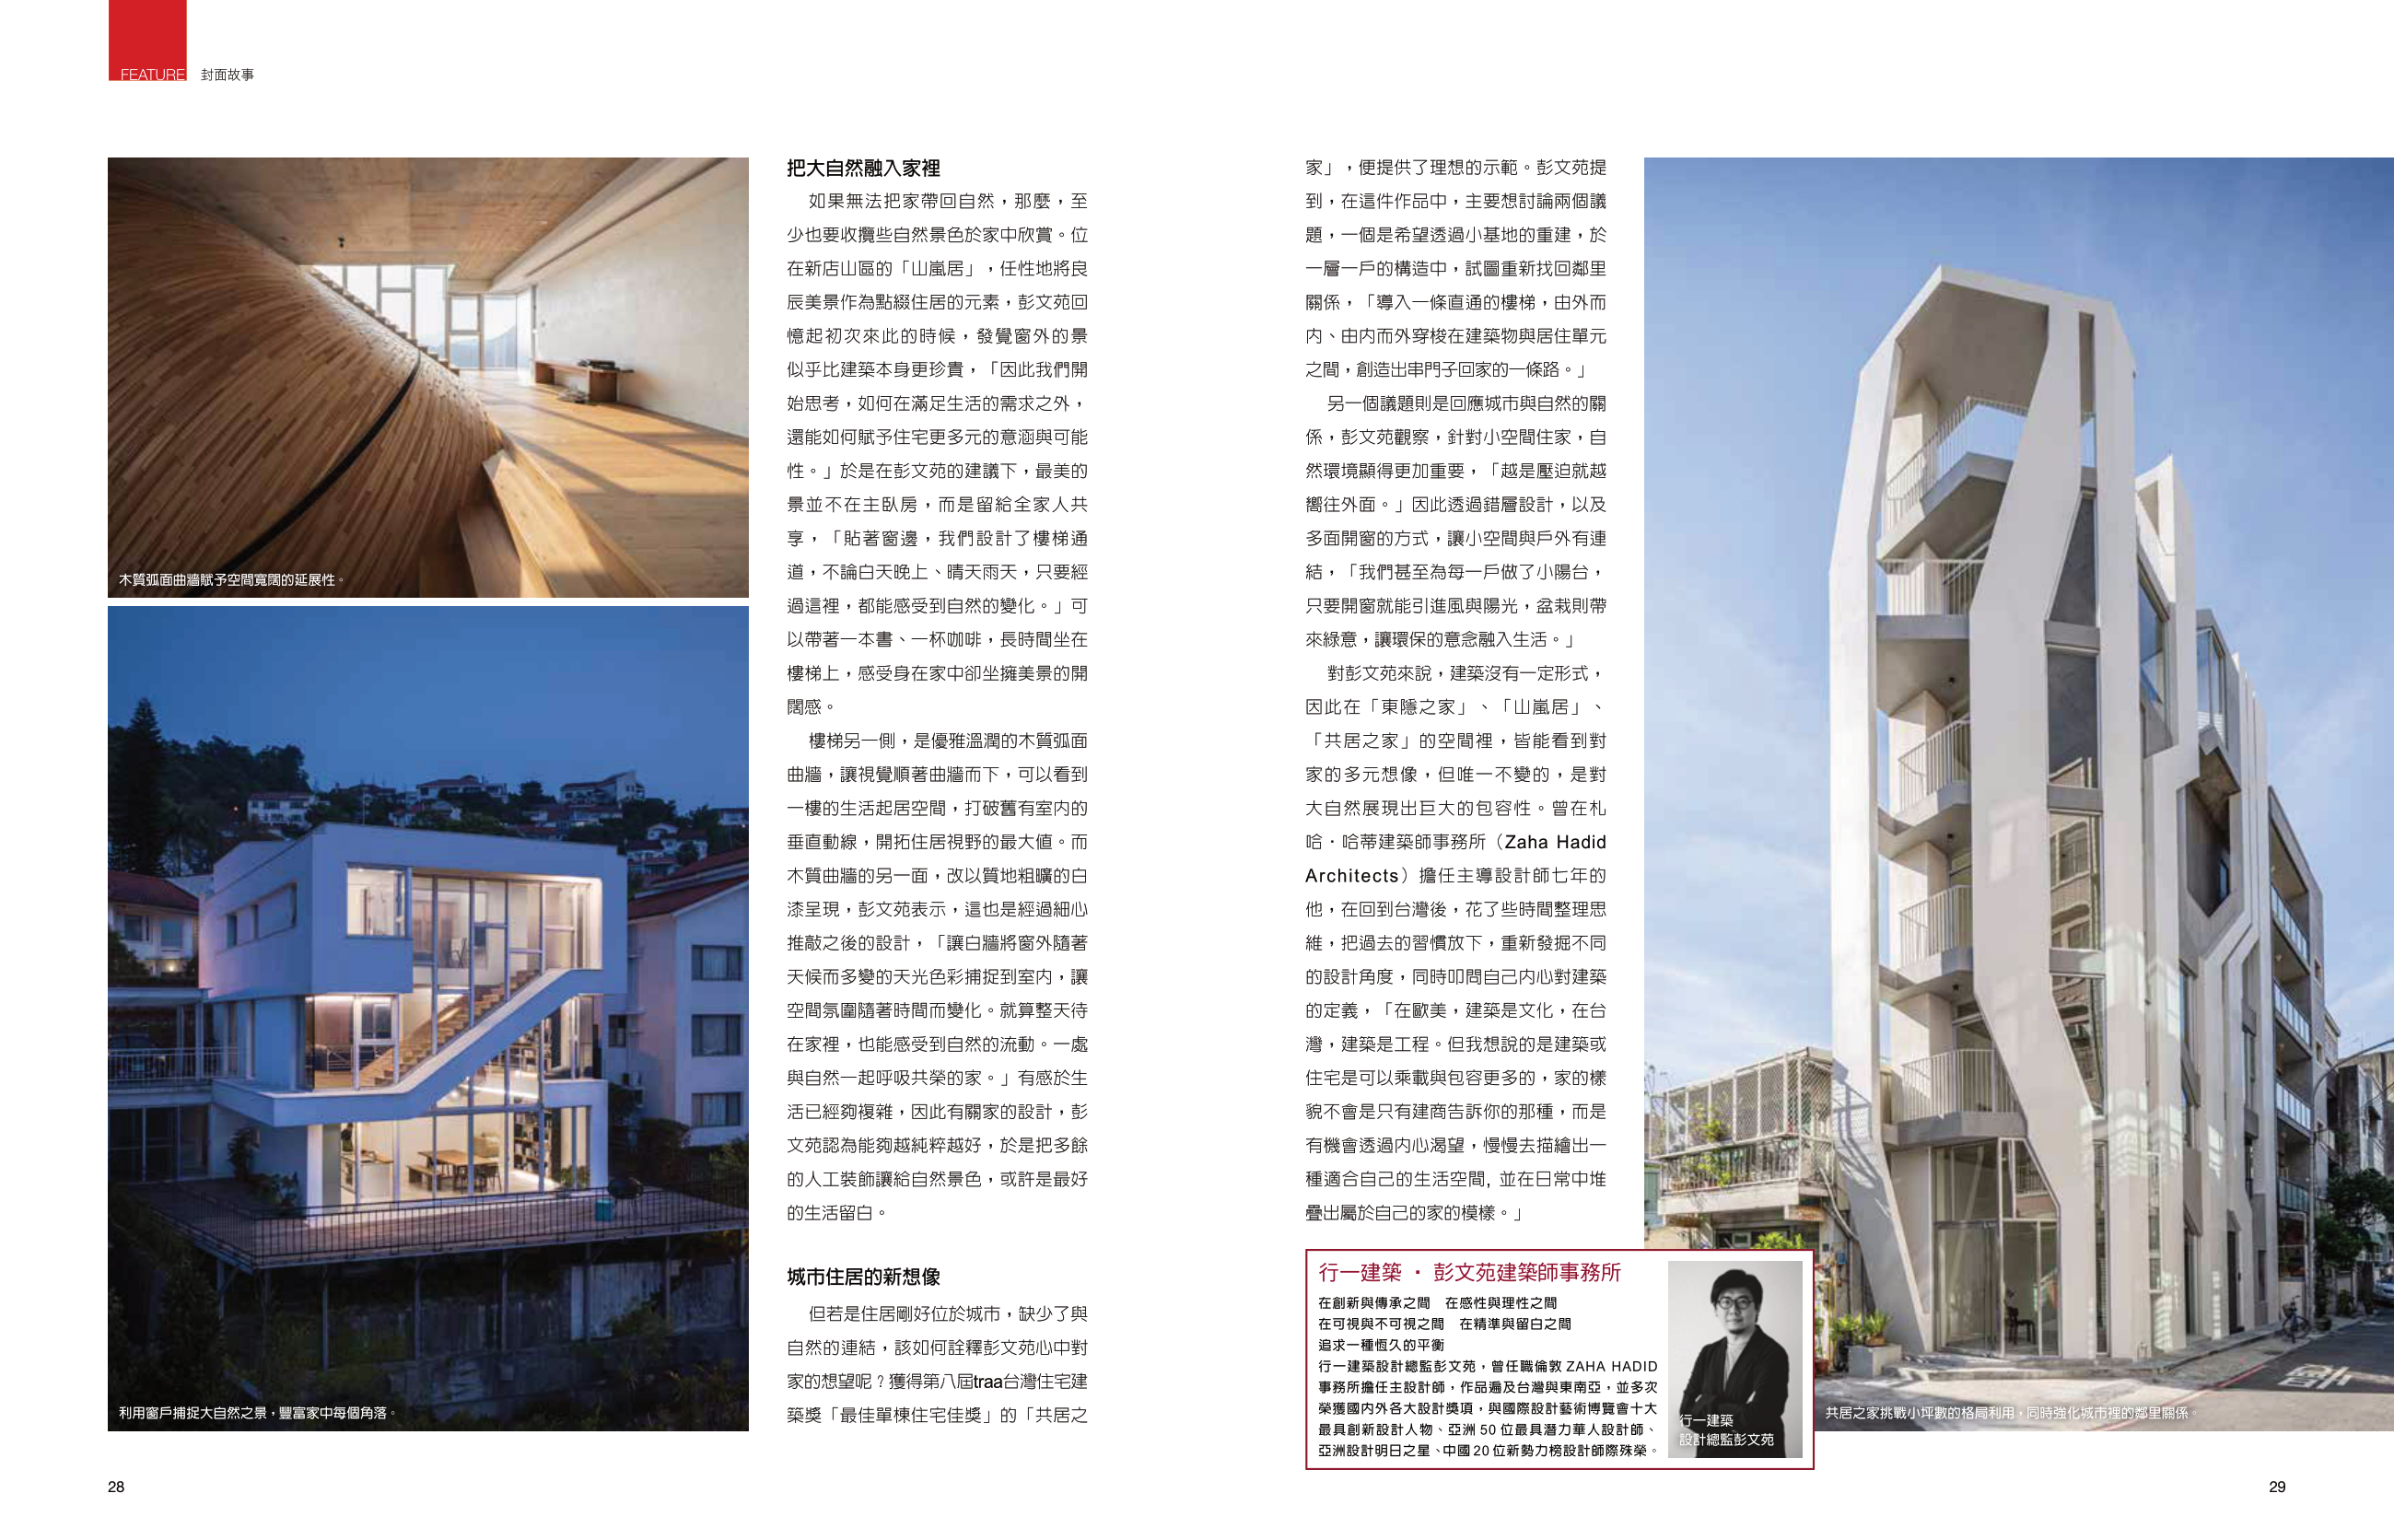 FEATURE 封面故事
木質弧面曲牆賦予空間寬闊的延展性。
利用窗戶捕捉大自然之景，豐富家中每個角落。
把大自然融入家裡
如果無法把家帶回自然，那麼，至
少也要收攬些自然景色於家中欣賞。位
在新店山區的「山嵐居」，任性地將良
辰美景作為點綴住居的元素，彭文苑回
憶起初次來此的時候，發覺窗外的景
似乎比建築本身更珍貴，「因此我們開
始思考，如何在滿足生活的需求之外，
還能如何賦予住宅更多元的意涵與可能
性。」於是在彭文苑的建議下，最美的
景並不在主臥房，而是留給全家人共
享，「貼著窗邊，我們設計了樓梯通
道，不論白天晚上、晴天雨天，只要經
過這裡，都能感受到自然的變化。」可
以帶著一本書、一杯咖啡，長時間坐在
樓梯上，感受身在家中卻坐擁美景的開
闊感。
樓梯另一側，是優雅溫潤的木質弧面
曲牆，讓視覺順著曲牆而下，可以看到
一樓的生活起居空間，打破舊有室內的
垂直動線，開拓住居視野的最大值。而
木質曲牆的另一面，改以質地粗曠的白
漆呈現，彭文苑表示，這也是經過細心
推敲之後的設計，「讓白牆將窗外隨著
天候而多變的天光色彩捕捉到室內，讓
空間氛圍隨著時間而變化。就算整天待
在家裡，也能感受到自然的流動。一處
與自然一起呼吸共榮的家。」有感於生
活已經夠複雜，因此有關家的設計，彭
文苑認為能夠越純粹越好，於是把多餘
的人工裝飾讓給自然景色，或許是最好
的生活留白。
城市住居的新想像
但若是住居剛好位於城市，缺少了與
自然的連結，該如何詮釋彭文苑心中對
家的想望呢？獲得第八屆traa台灣住宅建
築獎「最佳單棟住宅佳獎」的「共居之
家」，便提供了理想的示範。彭文苑提
到，在這件作品中，主要想討論兩個議
題，一個是希望透過小基地的重建，於
一層一戶的構造中，試圖重新找回鄰里
關係，「導入一條直通的樓梯，由外而
內、由內而外穿梭在建築物與居住單元
之間，創造出串門子回家的一條路。」
另一個議題則是回應城市與自然的關
係，彭文苑觀察，針對小空間住家，自
然環境顯得更加重要，「越是壓迫就越
嚮往外面。」因此透過錯層設計，以及
多面開窗的方式，讓小空間與戶外有連
結，「我們甚至為每一戶做了小陽台，
只要開窗就能引進風與陽光，盆栽則帶
來綠意，讓環保的意念融入生活。」
對彭文苑來說，建築沒有一定形式，
因此在「東隱之家」、「山嵐居」、
「共居之家」的空間裡，皆能看到對
家的多元想像，但唯一不變的，是對
大自然展現出巨大的包容性。曾在札
哈·哈蒂建築師事務所（Zaha Hadid
Architects）擔任主導設計師七年的
他，在回到台灣後，花了些時間整理思
維，把過去的習慣放下，重新發掘不同
的設計角度，同時叩問自己內心對建築
的定義，「在歐美，建築是文化，在台
灣，建築是工程。但我想說的是建築或
住宅是可以乘載與包容更多的，家的樣
貌不會是只有建商告訴你的那種，而是
有機會透過內心渴望，慢慢去描繪出一
種適合自己的生活空間，並在日常中堆
疊出屬於自己的家的模樣。」
行一建築 · 彭文苑建築師事務所
在創新與傳承之間 在感性與理性之間
在可視與不可視之間 在精準與留白之間
追求一種恆久的平衡
行一建築設計總監彭文苑，曾任職倫敦 ZAHA HADID
事務所擔任主設計師，作品遍及台灣與東南亞，並多次
榮獲國內外各大設計獎項，與國際設計藝術博覽會十大
最具創新設計人物、亞洲 50 位最具潛力華人設計師、
亞洲設計明日之星、中國 20 位新勢力榜設計師際殊榮。
行一建築
設計總監彭文苑
共居之家挑戰小坪數的格局利用，同時強化城市裡的鄰里關係。
28
29